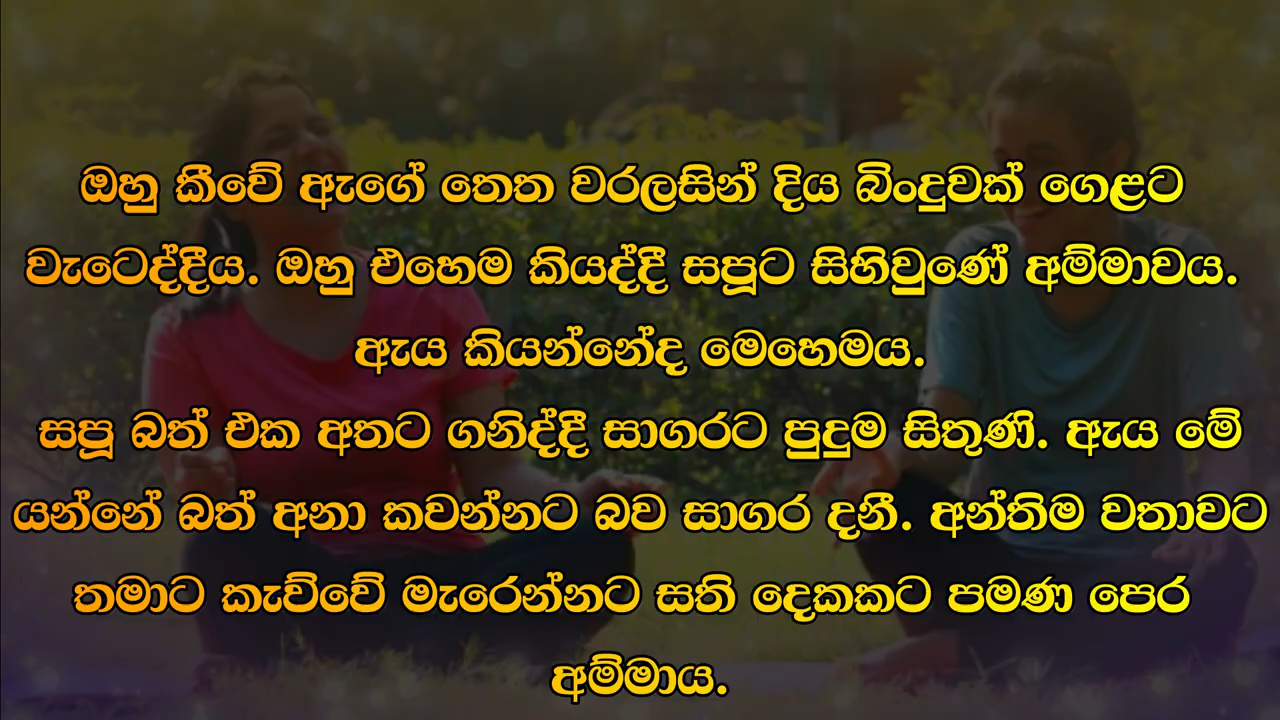 ඔහු කීවේ ඇගේ තෙත වරලසින් දිය බිංදුවක් ගෙළට
වැටෙද්දීය. ඔහු එහෙම කියද්දී සපූට සිහිවුණේ අම්මාවය.
ඇය කියන්නේද මෙහෙමය.
සපූ බත් එක අතට ගනිද්දී සාගරට පුදුම සිතුණි. ඇය මේ
යන්නේ බත් අනා කවන්නට බව සාගර දනී. අන්තිම වතාවට
තමාට කැව්වේ මැරෙන්නට සති දෙකකට පමණ පෙර
අම්මාය.